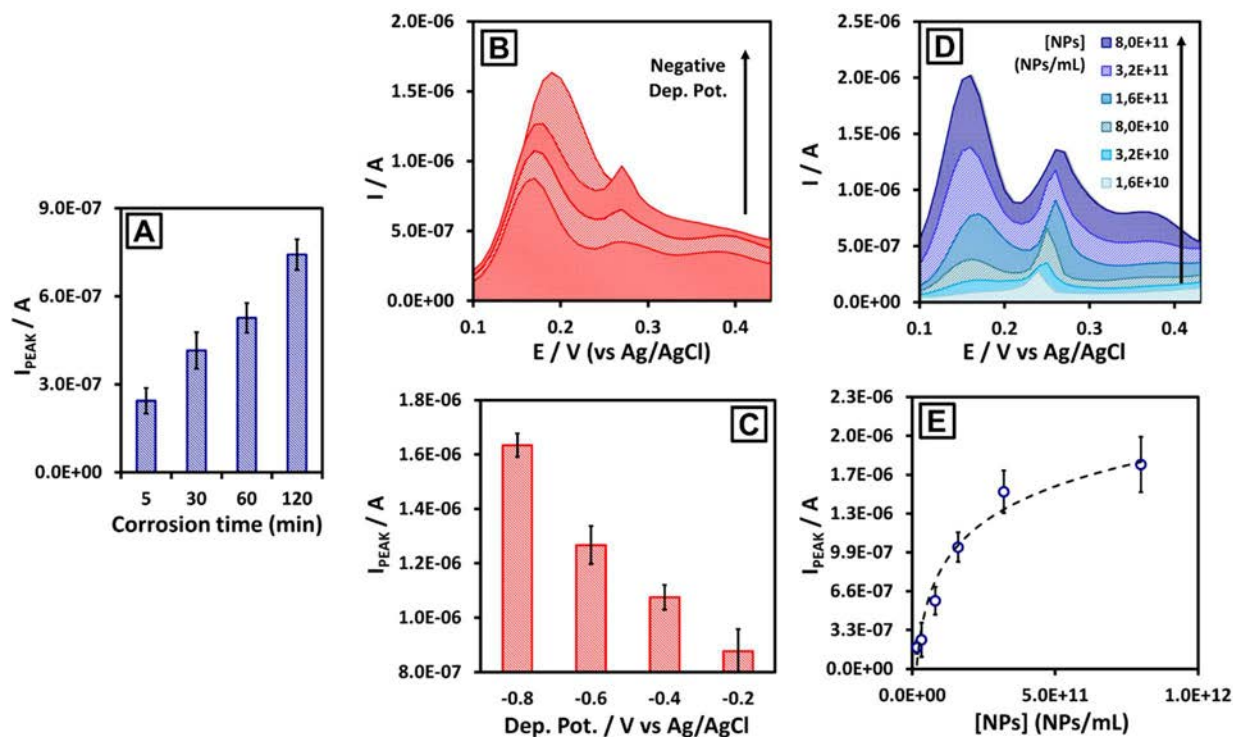 A
9.0E-07
6.0E-07
3.0E-07
0.0E+00
I_PEAK / A
5 30 60 120
Corrosion time (min)
B
2.0E-06
1.5E-06
1.0E-06
5.0E-07
0.0E+00
I / A
Negative
Dep. Pot.
0.1 0.2 0.3 0.4
E / V (vs Ag/AgCl)
C
1.8E-06
1.6E-06
1.4E-06
1.2E-06
1.0E-06
8.0E-07
I_PEAK / A
-0.8 -0.6 -0.4 -0.2
Dep. Pot. / V vs Ag/AgCl
D
2.5E-06
2.0E-06
1.5E-06
1.0E-06
5.0E-07
0.0E+00
I / A
[NPs]
(NPs/mL)
8,0E+11
3,2E+11
1,6E+11
8,0E+10
3,2E+10
1,6E+10
0.1 0.2 0.3 0.4
E / V vs Ag/AgCl
E
2.3E-06
2.0E-06
1.7E-06
1.3E-06
9.9E-07
6.6E-07
3.3E-07
0.0E+00
I_PEAK / A
0.0E+00 5.0E+11 1.0E+12
[NPs] (NPs/mL)